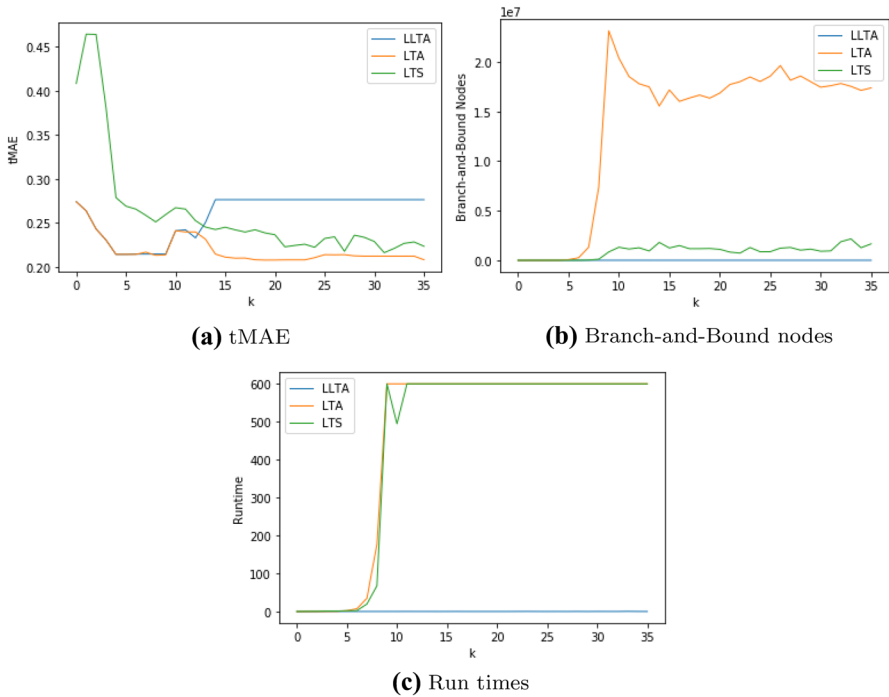 0.45
0.40
0.35
0.30
0.25
0.20
tMAE
0 5 10 15 20 25 30 35
k
LLTA
LTA
LTS
(a) tMAE
1e7
2.0
1.5
1.0
0.5
0.0
Branch-and-Bound Nodes
0 5 10 15 20 25 30 35
k
LLTA
LTA
LTS
(b) Branch-and-Bound nodes
600
500
400
300
200
100
0
Runtime
0 5 10 15 20 25 30 35
k
LLTA
LTA
LTS
(c) Run times